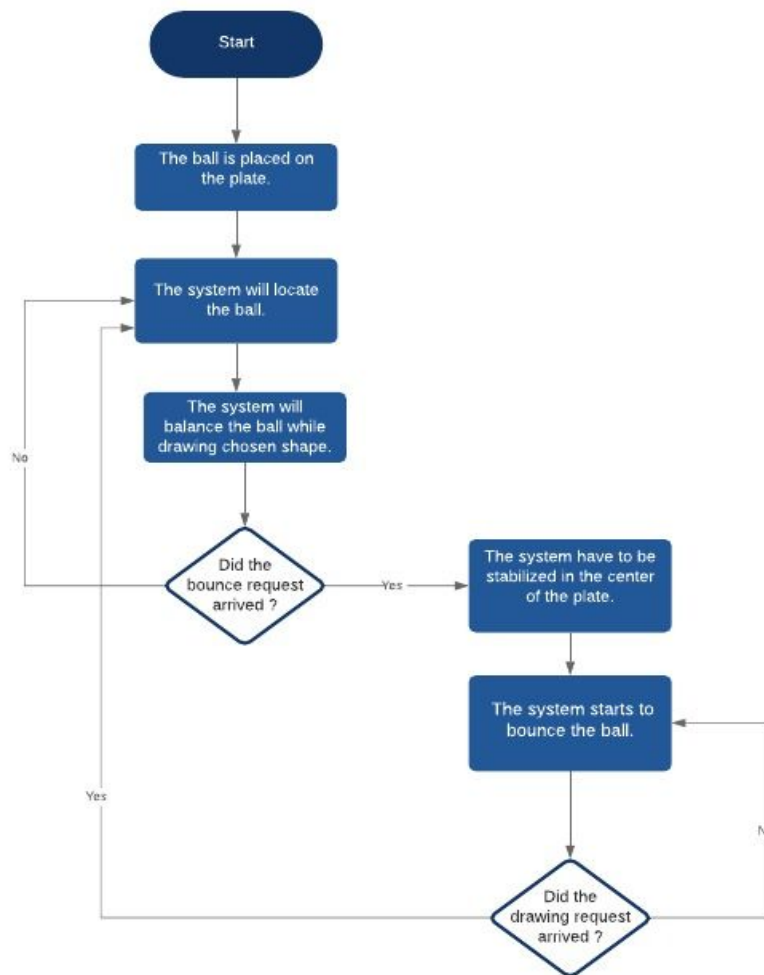 Start
The ball is placed on
the plate.
The system will locate
the ball.
The system will
balance the ball while
drawing chosen shape.
No
Did the
bounce request
arrived ?
Yes
The system have to be
stabilized in the center
of the plate.
The system starts to
bounce the ball.
Yes
Did the
drawing request
arrived ?